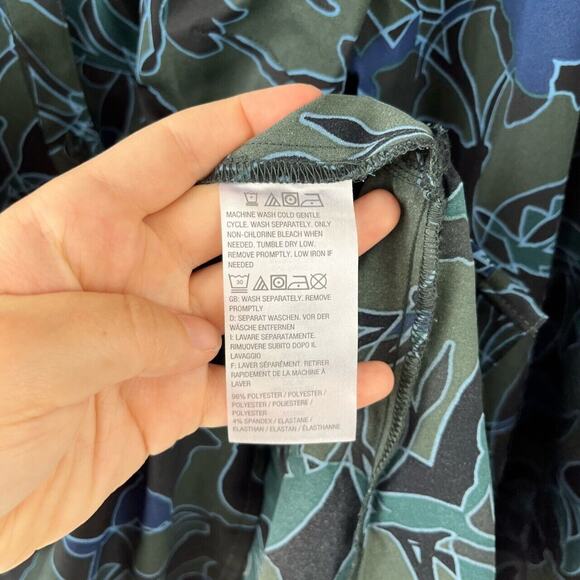 MACHINE WASH COLD GENTLE
CYCLE. WASH SEPARATELY. ONLY
NON-CHLORINE BLEACH WHEN
NEEDED. TUMBLE DRY LOW.
REMOVE PROMPTLY. LOW IRON IF
NEEDED
30
GB: WASH SEPARATELY. REMOVE
PROMPTLY
D: SEPARAT WASCHEN. VOR DER
WÄSCHE ENTFERNEN
I: LAVARE SEPARATAMENTE.
RIMUOVERE SUBITO DOPO IL
LAVAGGIO
F: LAVER SÉPARÉMENT. RETIRER
RAPIDEMENT DE LA MACHINE À
LAVER
96% POLYESTER / POLYESTER /
POLYESTER / POLIESTERE /
POLYESTER
4% SPANDEX / ELASTANE /
ELASTHAN / ELASTAN / ÉLASTHANNE